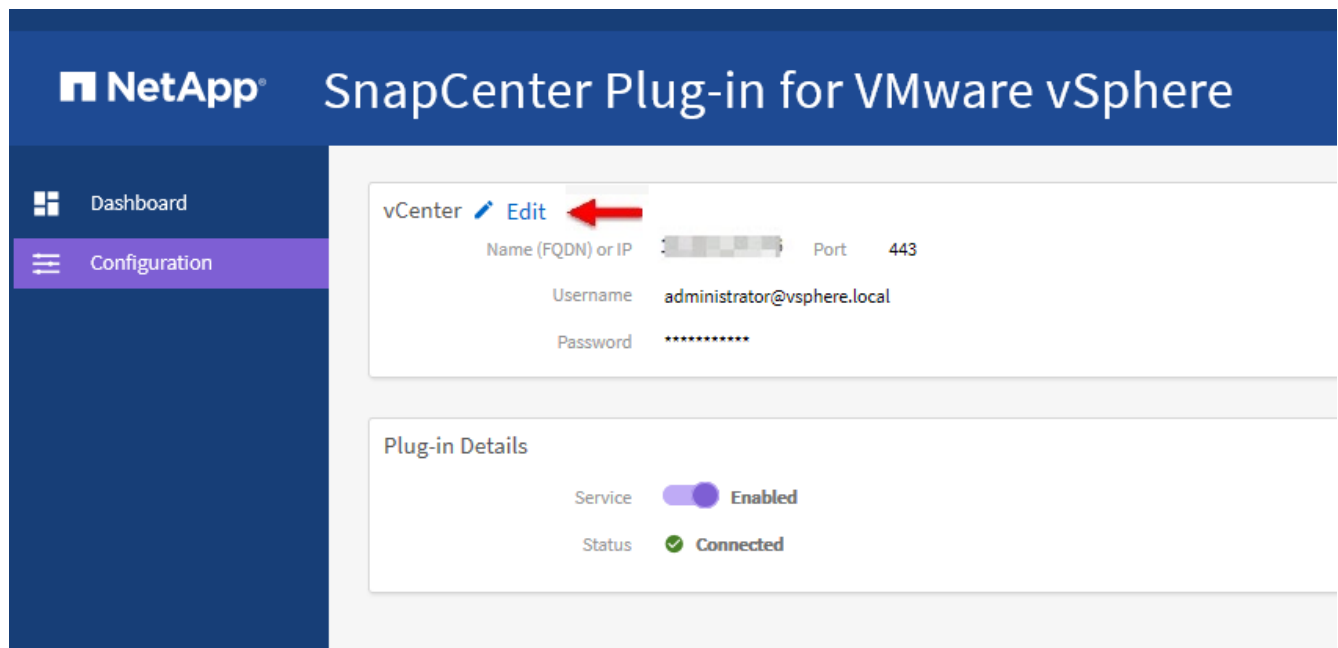 NetApp SnapCenter Plug-in for VMware vSphere
Dashboard
Configuration
vCenter Edit
Name (FQDN) or IP Port 443
Username administrator@vsphere.local
Password ***********
Plug-in Details
Service Enabled
Status Connected